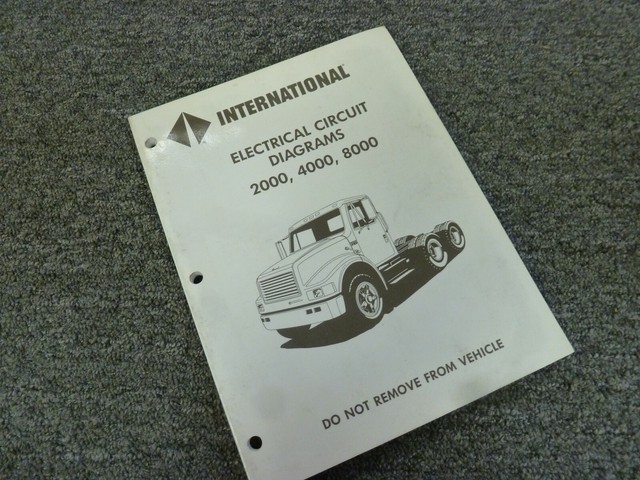 INTERNATIONAL
ELECTRICAL CIRCUIT
DIAGRAMS
2000, 4000, 8000
DO NOT REMOVE FROM VEHICLE